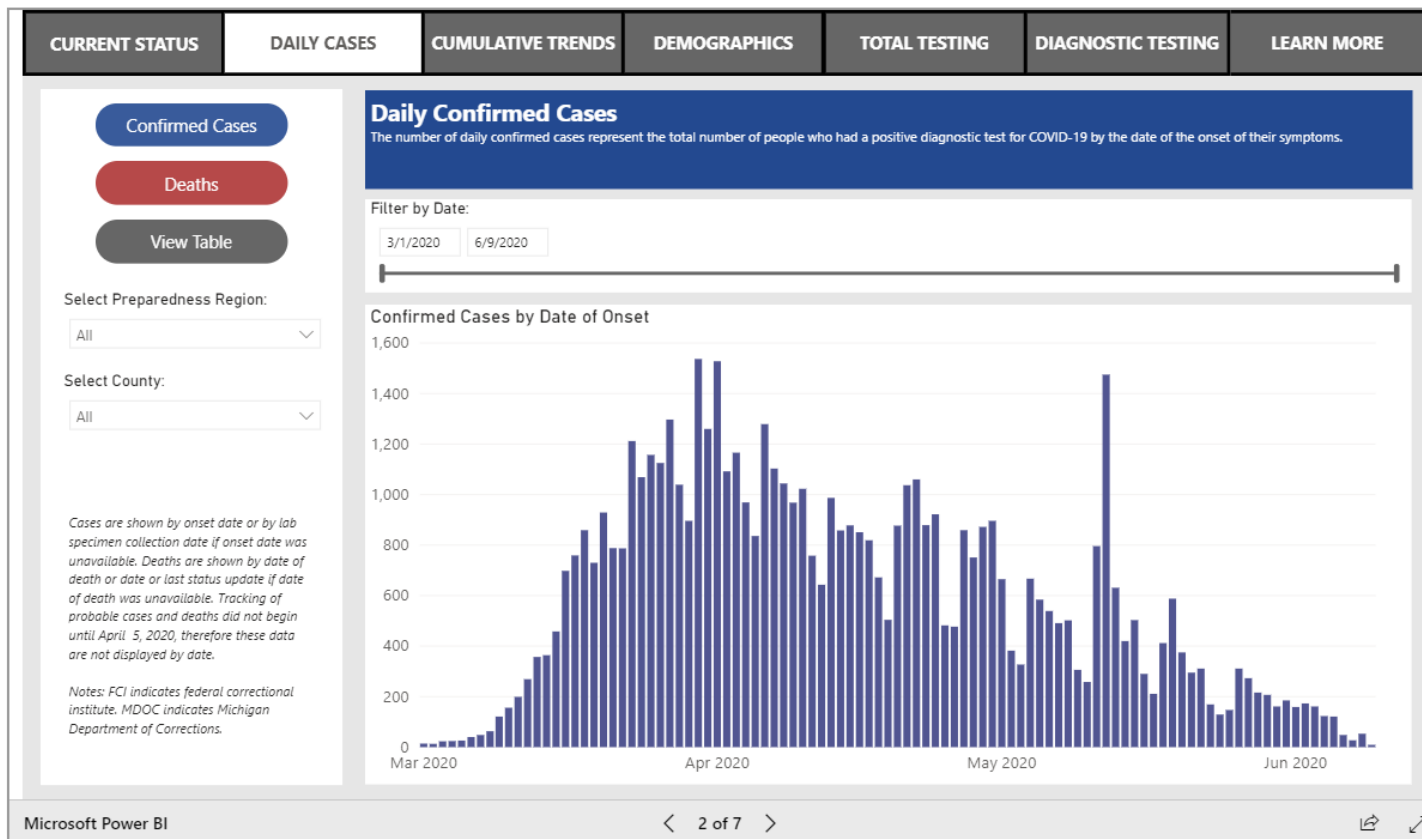 CURRENT STATUS
DAILY CASES
CUMULATIVE TRENDS
DEMOGRAPHICS
TOTAL TESTING
DIAGNOSTIC TESTING
LEARN MORE
Confirmed Cases
Deaths
View Table
Select Preparedness Region:
All
Select County:
All
Cases are shown by onset date or by lab
specimen collection date if onset date was
unavailable. Deaths are shown by date of
death or date or last status update if date
of death was unavailable. Tracking of
probable cases and deaths did not begin
until April 5, 2020, therefore these data
are not displayed by date.
Notes: FCI indicates federal correctional
institute. MDOC indicates Michigan
Department of Corrections.
Daily Confirmed Cases
The number of daily confirmed cases represent the total number of people who had a positive diagnostic test for COVID-19 by the date of the onset of their symptoms.
Filter by Date:
3/1/2020 6/9/2020
Confirmed Cases by Date of Onset
1,600
1,400
1,200
1,000
800
600
400
200
0
Mar 2020 Apr 2020 May 2020 Jun 2020
Microsoft Power BI
2 of 7